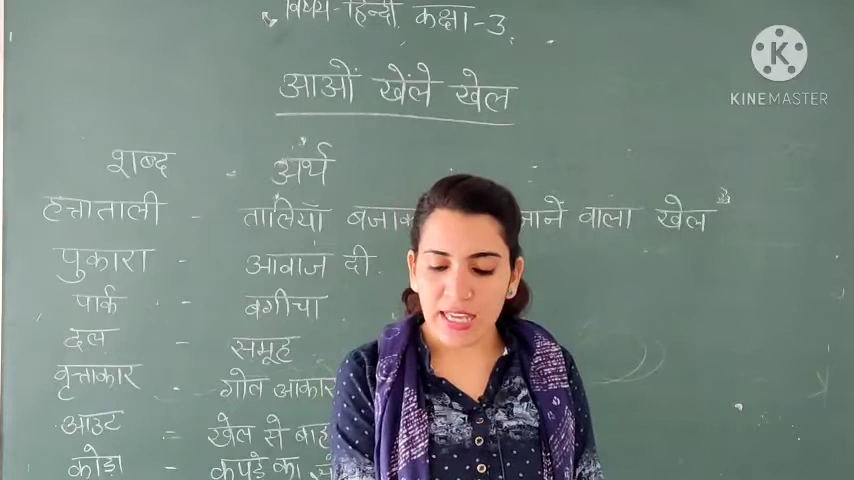 विषय-हिन्दी कक्षा-3.
आओं खेंले खेल
शब्द - अर्थ
हत्ताताली - तालियाँ बजाक जानें वाला खेल
पुकारा - आवाज दी.
पार्क - बगीचा
दल - समूह
वृत्ताकार - गोल आकार
आउट = खेल से बाह
कोड़ा - कपड़े का
K
KINEMASTER